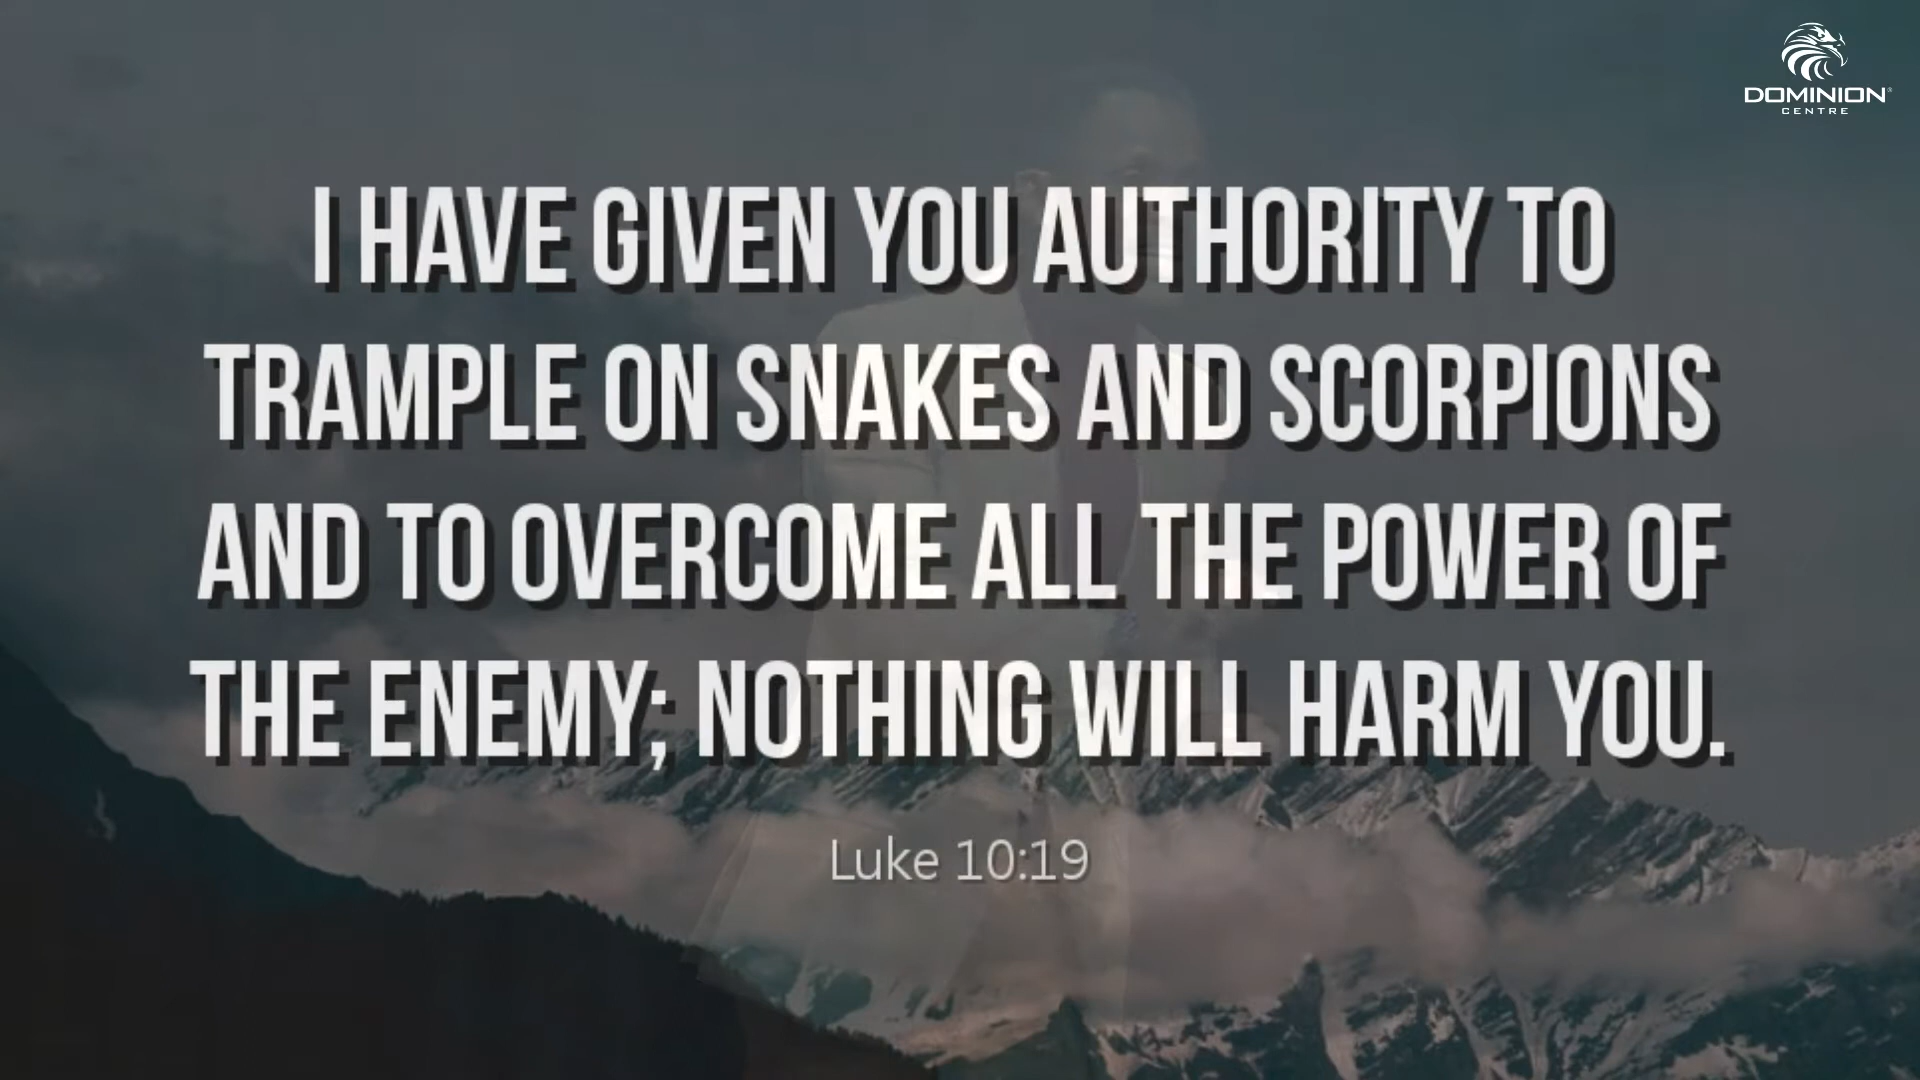 DOMINION®
CENTRE
I HAVE GIVEN YOU AUTHORITY TO
TRAMPLE ON SNAKES AND SCORPIONS
AND TO OVERCOME ALL THE POWER OF
THE ENEMY; NOTHING WILL HARM YOU.
Luke 10:19